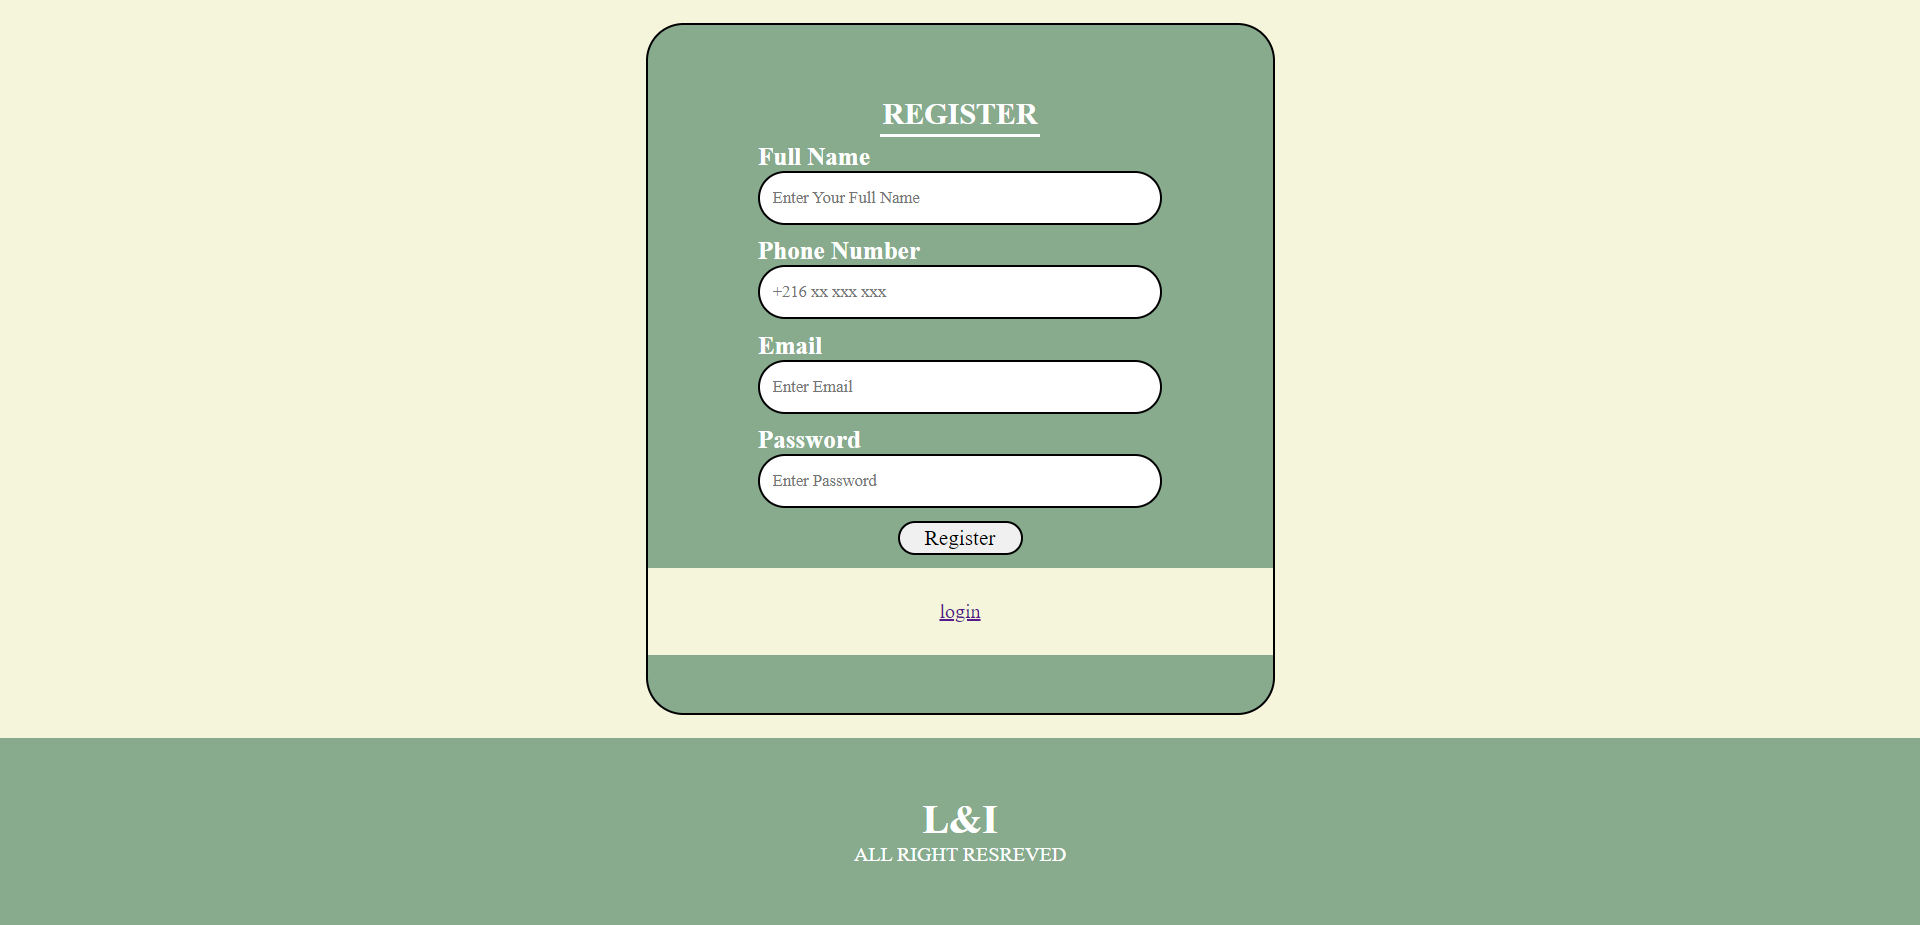 REGISTER
Full Name
Enter Your Full Name
Phone Number
+216 xx xxx xxx
Email
Enter Email
Password
Enter Password
Register
login
L&I
ALL RIGHT RESREVED